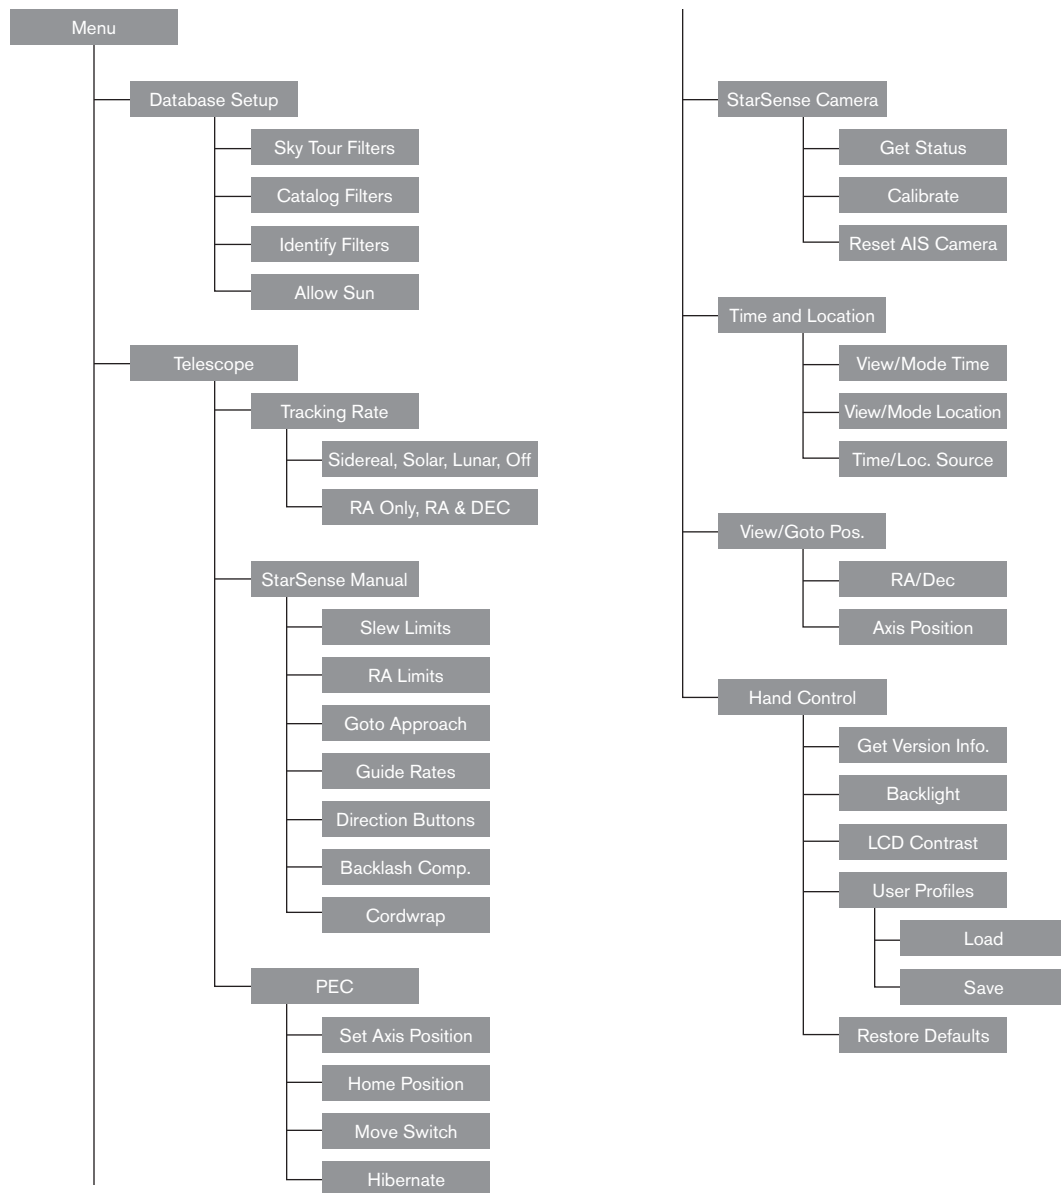 Menu
Database Setup
Sky Tour Filters
Catalog Filters
Identify Filters
Allow Sun
Telescope
Tracking Rate
Sidereal, Solar, Lunar, Off
RA Only, RA & DEC
StarSense Manual
Slew Limits
RA Limits
Goto Approach
Guide Rates
Direction Buttons
Backlash Comp.
Cordwrap
PEC
Set Axis Position
Home Position
Move Switch
Hibernate
StarSense Camera
Get Status
Calibrate
Reset AIS Camera
Time and Location
View/Mode Time
View/Mode Location
Time/Loc. Source
View/Goto Pos.
RA/Dec
Axis Position
Hand Control
Get Version Info.
Backlight
LCD Contrast
User Profiles
Load
Save
Restore Defaults